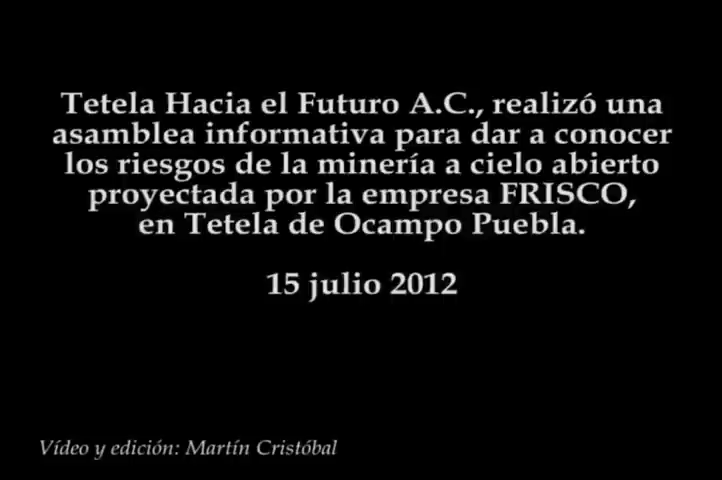 Tetela Hacia el Futuro A.C., realizó una
asamblea informativa para dar a conocer
los riesgos de la minería a cielo abierto
proyectada por la empresa FRISCO,
en Tetela de Ocampo Puebla.
15 julio 2012
Vídeo y edición: Martín Cristóbal